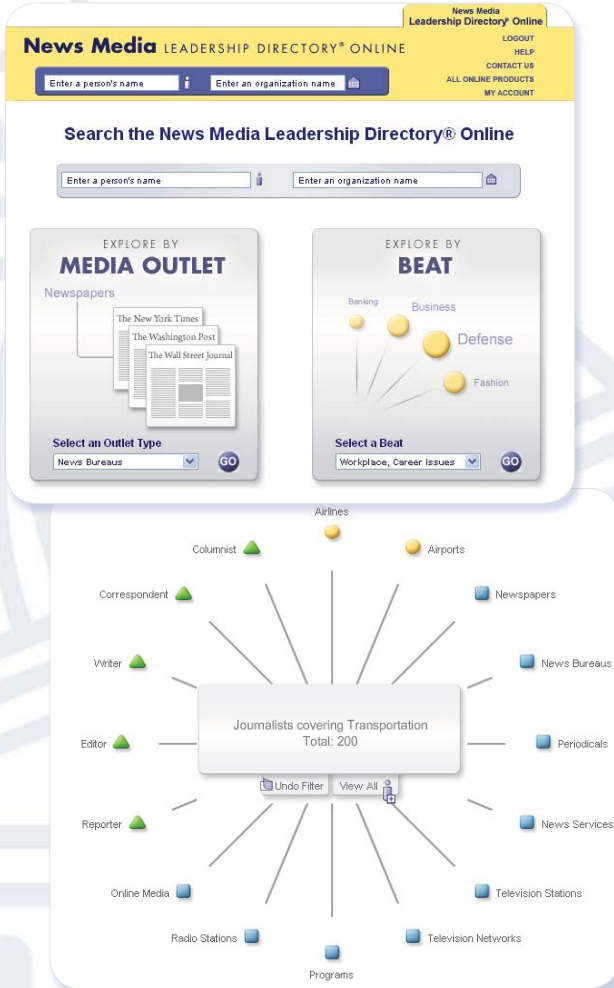 News Media
Leadership Directory® Online
News Media LEADERSHIP DIRECTORY® ONLINE
LOGOUT
HELP
CONTACT US
ALL ONLINE PRODUCTS
MY ACCOUNT
Enter a person's name
Enter an organization name
Search the News Media Leadership Directory® Online
Enter a person's name
Enter an organization name
EXPLORE BY
MEDIA OUTLET
Newspapers
The New York Times
The Washington Post
The Wall Street Journal
Select an Outlet Type
News Bureaus
GO
EXPLORE BY
BEAT
Banking
Business
Defense
Fashion
Select a Beat
Workplace, Career Issues
GO
Airlines
Columnist
Airports
Correspondent
Newspapers
Writer
News Bureaus
Journalists covering Transportation
Total: 200
Editor
Periodicals
Undo Filter
View All
Reporter
News Services
Online Media
Television Stations
Radio Stations
Television Networks
Programs